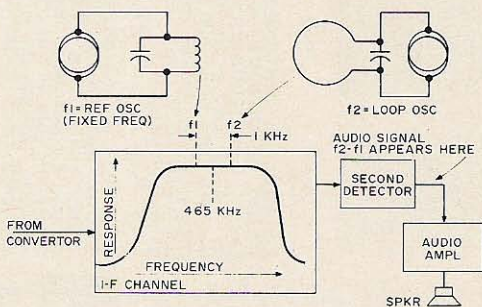 f1 = REF OSC
(FIXED FREQ)
f2 = LOOP OSC
f1
f2
1 KHz
AUDIO SIGNAL
f2-f1 APPEARS HERE
SECOND
DETECTOR
465 KHz
RESPONSE
FREQUENCY
I-F CHANNEL
FROM
CONVERTOR
AUDIO
AMPL
SPKR